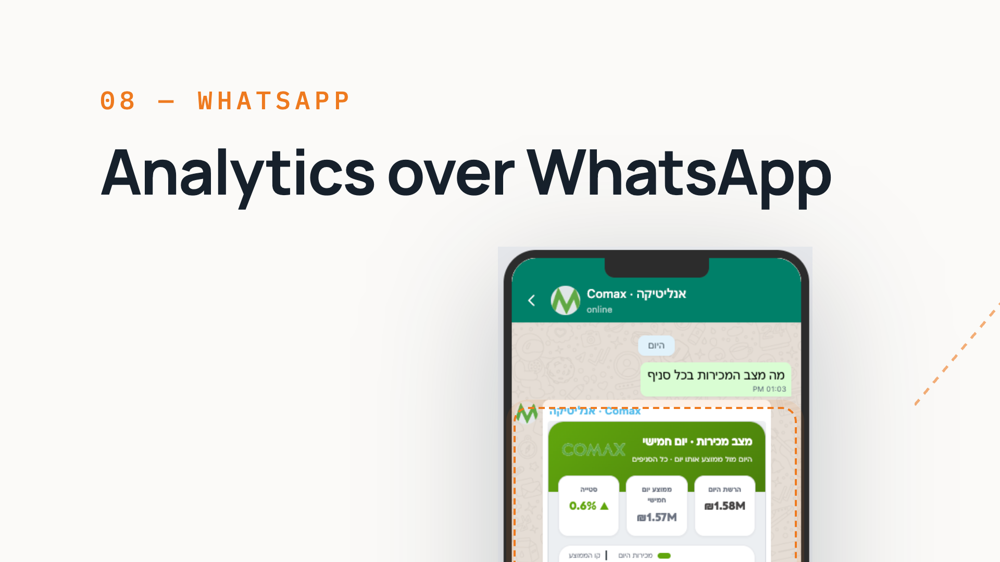 08 — WHATSAPP
Analytics over WhatsApp
Comax · אנליטיקה
online
היום
מה מצב המכירות בכל סניף
PM 01:03
אנליטיקה · Comax
COMAX
מצב מכירות · יום חמישי
היום מול ממוצע אותו יום · כל הסניפים
הרשת היום
₪1.58M
ממוצע יום
חמישי
₪1.57M
סטייה
0.6% ▲
מכירות היום
קו הממוצע